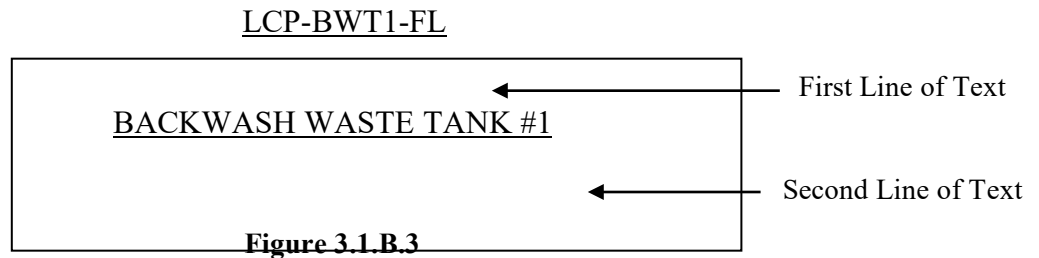 LCP-BWT1-FL
First Line of Text
BACKWASH WASTE TANK #1
Second Line of Text
Figure 3.1.B.3